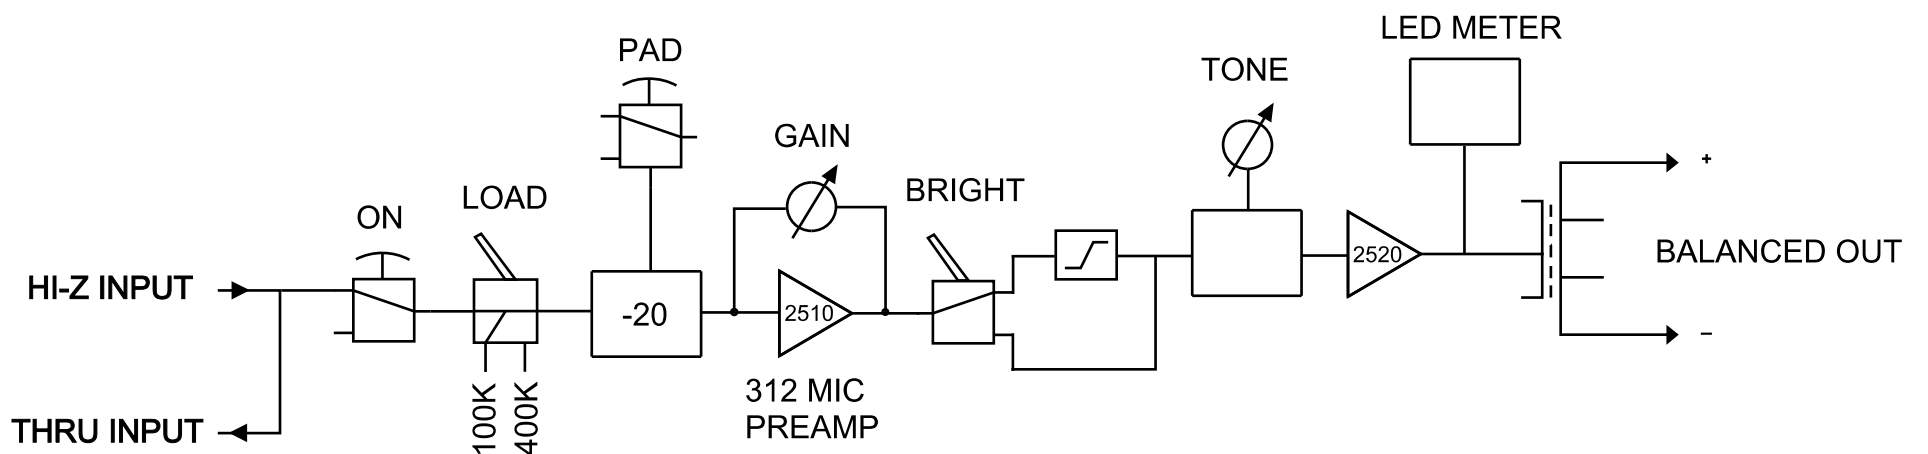 LED METER
PAD
TONE
GAIN
BRIGHT
LOAD
ON
HI-Z INPUT
-20
2510
2520
+
BALANCED OUT
–
100K
400K
312 MIC
PREAMP
THRU INPUT